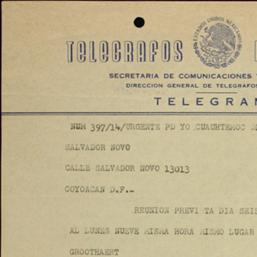 TELEGRAFOS
SECRETARIA DE COMUNICACIONES
DIRECCION GENERAL DE TELEGRAFOS
TELEGRAM
NUM 397/14/URGENTE PD YO CUAUHTEMOC
SALVADOR NOVO
CALLE SALVADOR NOVO 13013
COYOACAN D.F.-
REUNION PREVI TA DIA SEIS
AL LUNES NUEVE MISMA HORA MISMO LUGAR
GROOTHAERT